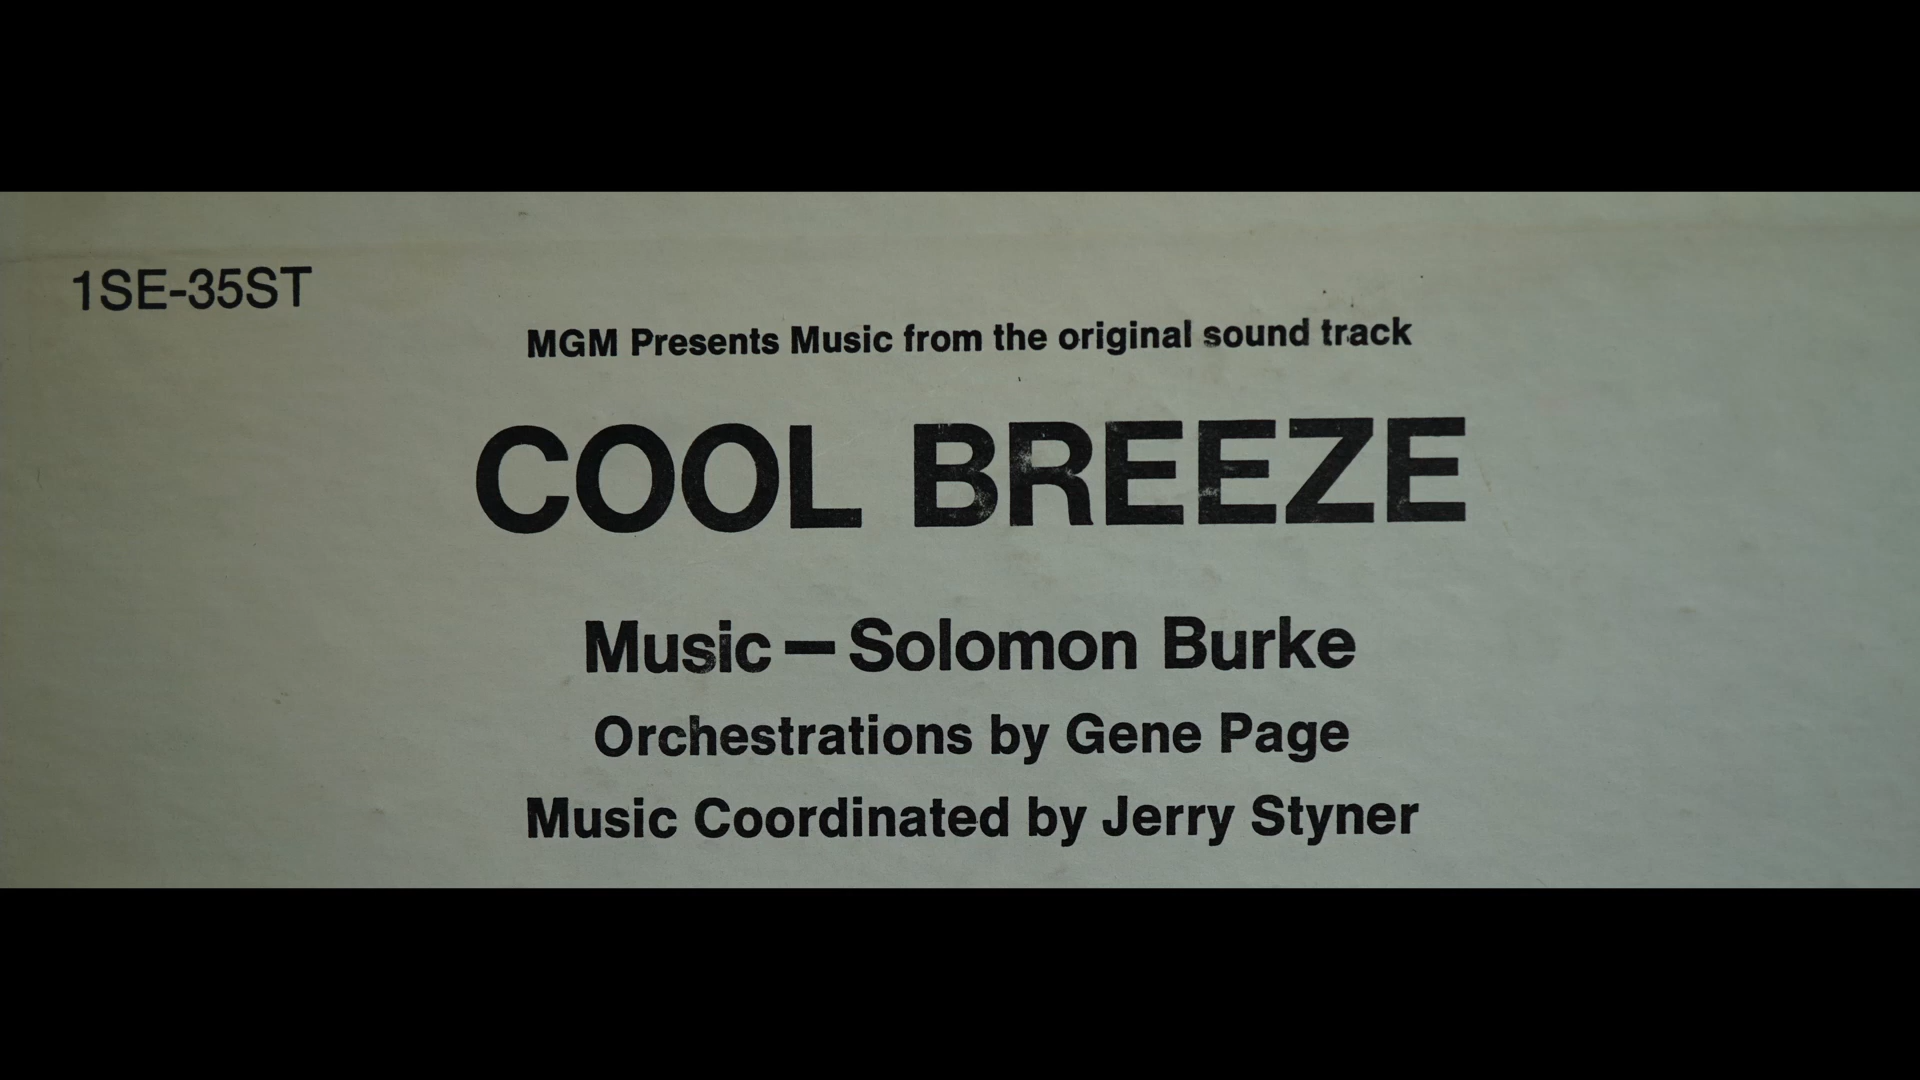 1SE-35ST
MGM Presents Music from the original sound track
COOL BREEZE
Music — Solomon Burke
Orchestrations by Gene Page
Music Coordinated by Jerry Styner